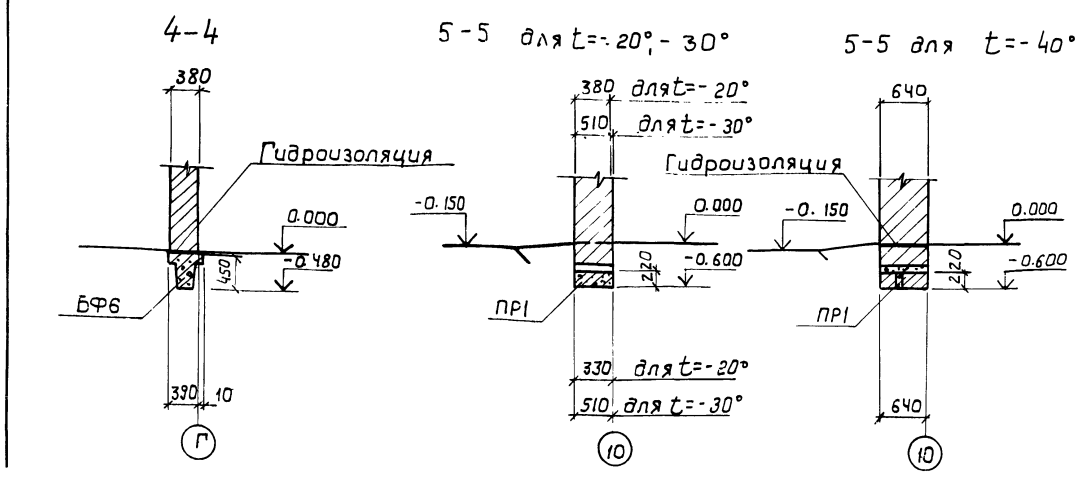 4-4
380
Гидроизоляция
0.000
-0.480
450
БФ6
390 10
Г
5-5 для t=-20°,-30°
380 для t=-20°
510 для t=-30°
-0.150
0.000
-0.600
220
ПР1
330 для t=-20°
510 для t=-30°
10
5-5 для t=-40°
640
Гидроизоляция
-0.150
0.000
-0.600
220
ПР1
640
10